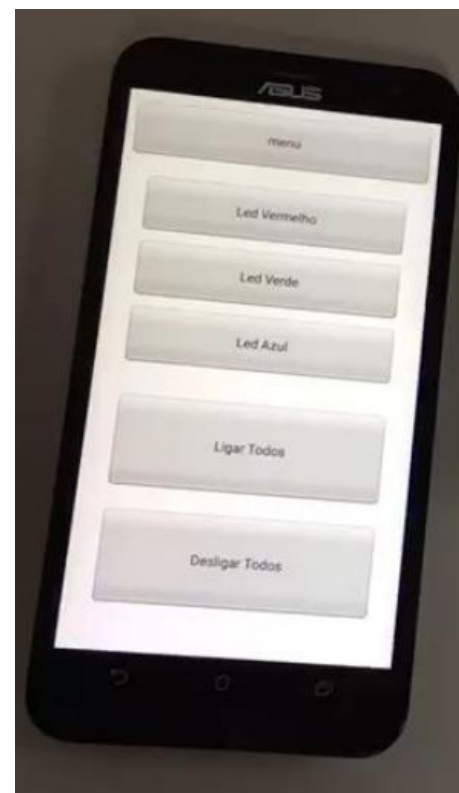 ASUS
menu
Led Vermelho
Led Verde
Led Azul
Ligar Todos
Desligar Todos